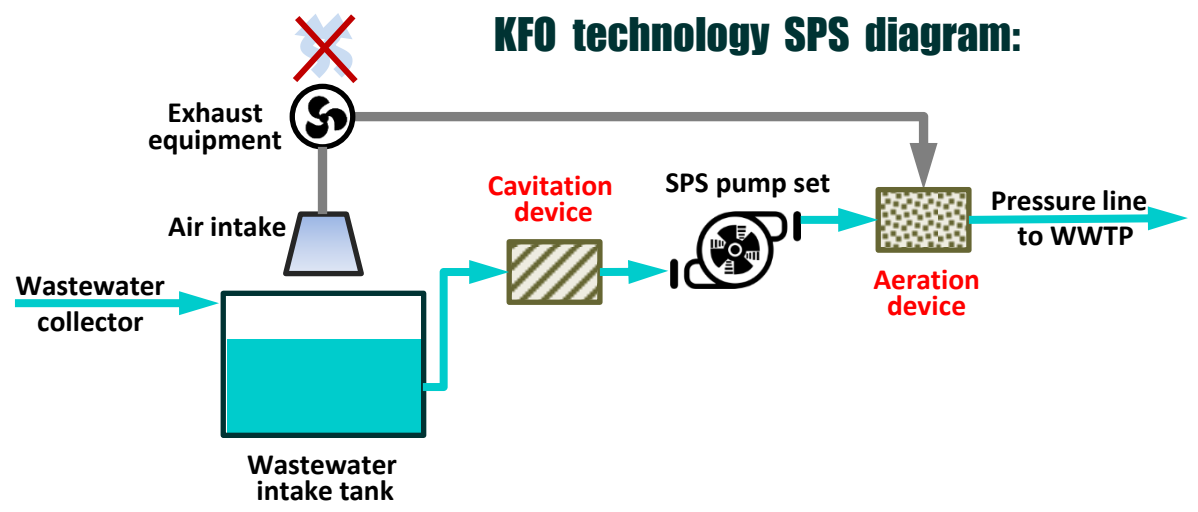 KFO technology SPS diagram:
Exhaust
equipment
Air intake
Wastewater
collector
Wastewater
intake tank
Cavitation
device
SPS pump set
Aeration
device
Pressure line
to WWTP